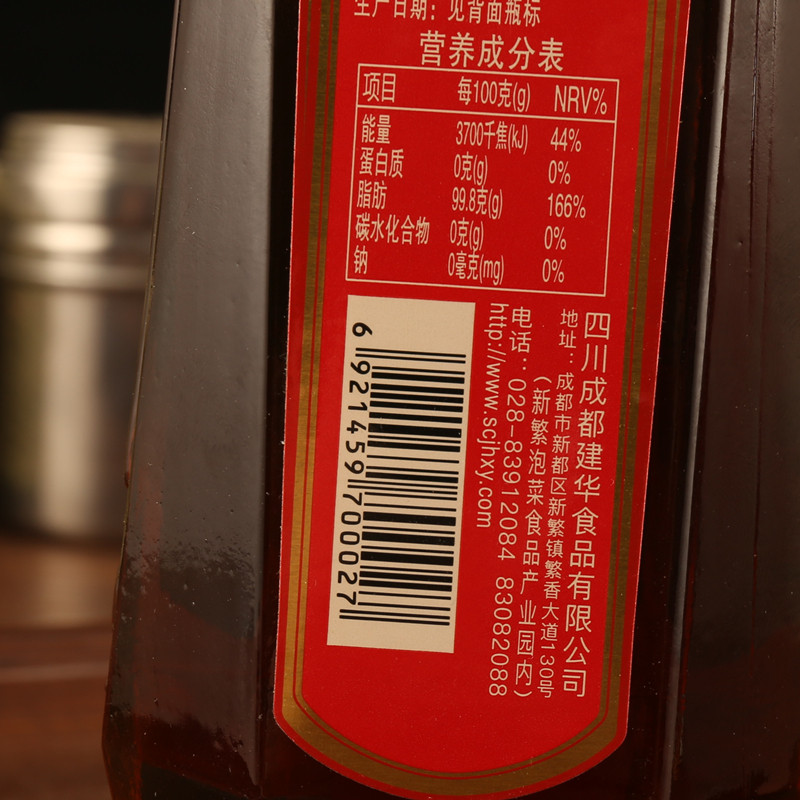 生产日期：见背面瓶标
营养成分表
项目 每100克(g) NRV%
能量 3700千焦(kJ) 44%
蛋白质 0克(g) 0%
脂肪 99.8克(g) 166%
碳水化合物 0克(g) 0%
钠 0毫克(mg) 0%
四川成都建华食品有限公司
地址：成都市新都区新繁镇繁香大道130号
(新繁泡菜食品产业园内)
电话：028-83912084 83082088
http://www.scjhxy.com
6 921459 700027